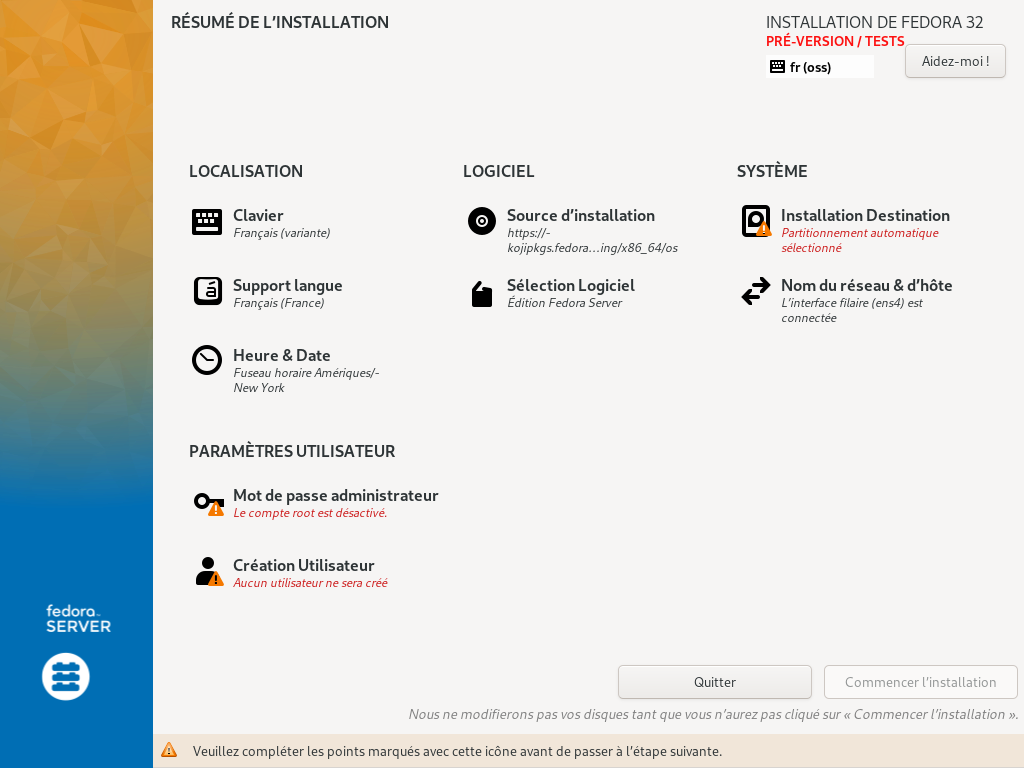 RÉSUMÉ DE L'INSTALLATION
INSTALLATION DE FEDORA 32
PRÉ-VERSION / TESTS
fr (oss)
Aidez-moi !
LOCALISATION
Clavier
Français (variante)
Support langue
Français (France)
Heure & Date
Fuseau horaire Amériques/-
New York
LOGICIEL
Source d'installation
https://-
kojipkgs.fedora…ing/x86_64/os
Sélection Logiciel
Édition Fedora Server
SYSTÈME
Installation Destination
Partitionnement automatique
sélectionné
Nom du réseau & d'hôte
L'interface filaire (ens4) est
connectée
PARAMÈTRES UTILISATEUR
Mot de passe administrateur
Le compte root est désactivé.
Création Utilisateur
Aucun utilisateur ne sera créé
fedora™
SERVER
Quitter
Commencer l'installation
Nous ne modifierons pas vos disques tant que vous n'aurez pas cliqué sur « Commencer l'installation ».
Veuillez compléter les points marqués avec cette icône avant de passer à l'étape suivante.